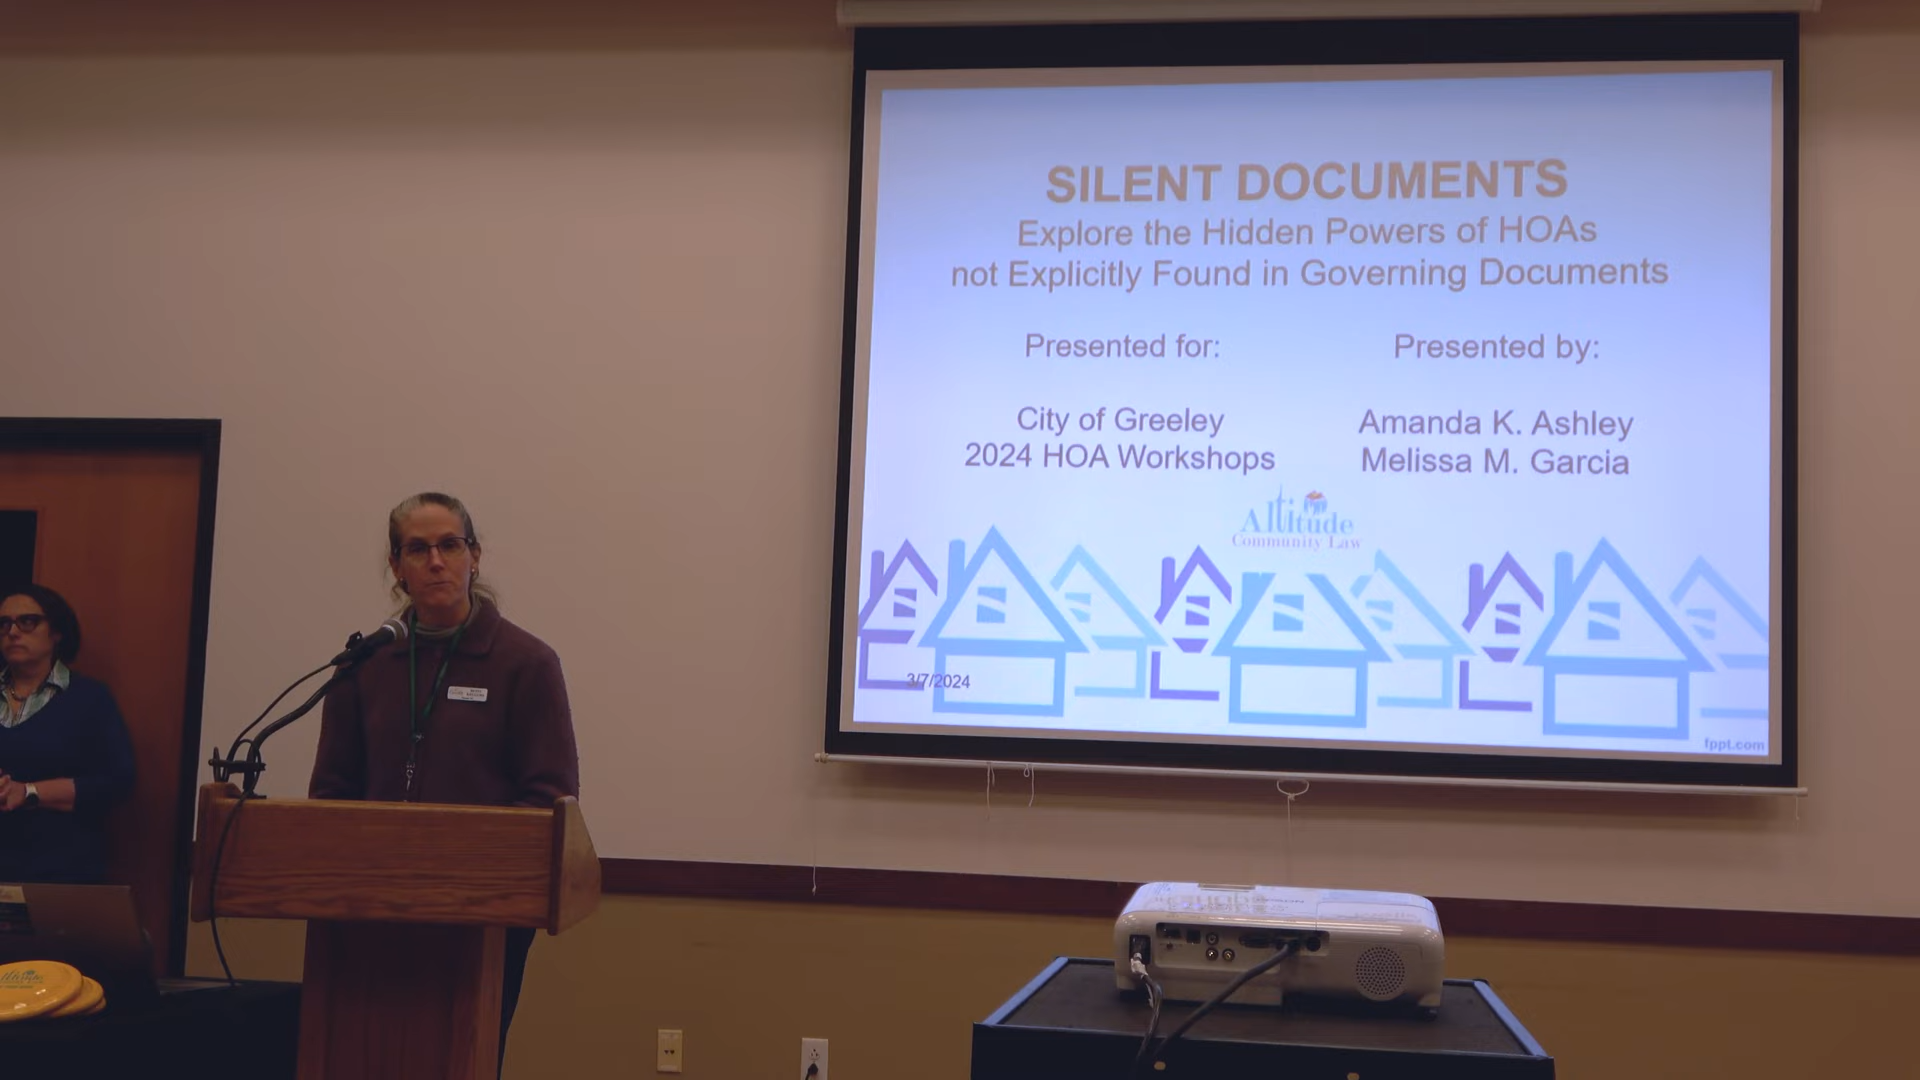 SILENT DOCUMENTS
Explore the Hidden Powers of HOAs
not Explicitly Found in Governing Documents
Presented for:
Presented by:
City of Greeley
2024 HOA Workshops
Amanda K. Ashley
Melissa M. Garcia
Altitude
Community Law
3/7/2024
fppt.com